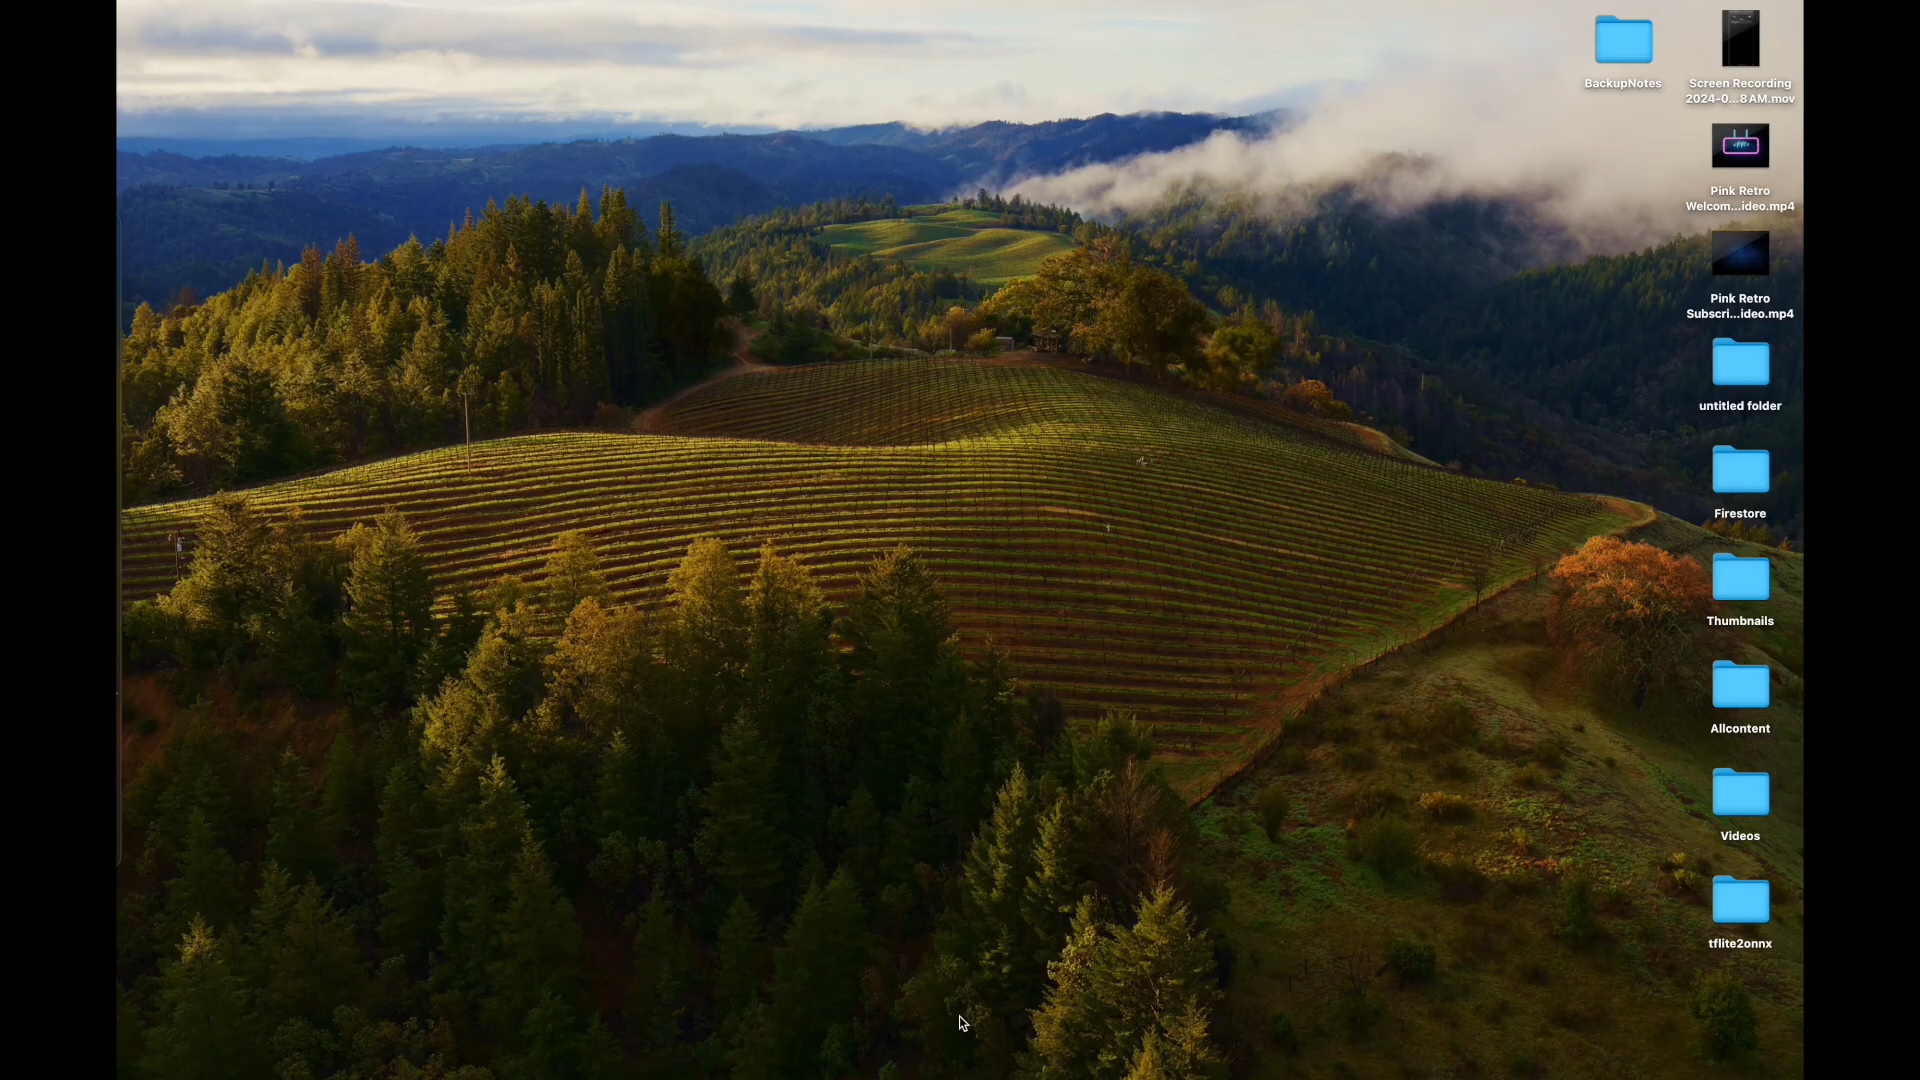 BackupNotes
Screen Recording
2024-0...8 AM.mov
Pink Retro
Welcom...ideo.mp4
Pink Retro
Subscri...ideo.mp4
untitled folder
Firestore
Thumbnails
Allcontent
Videos
tflite2onnx